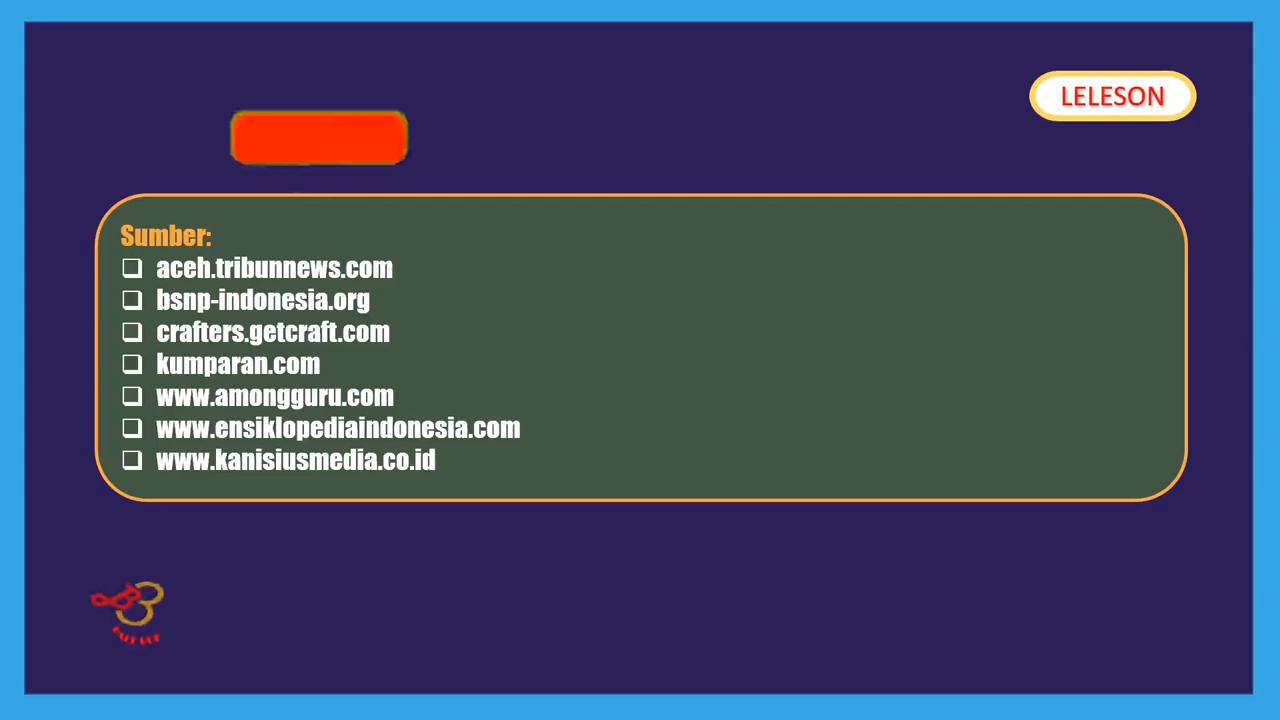 LELESON
Sumber:
❑ aceh.tribunnews.com
❑ bsnp-indonesia.org
❑ crafters.getcraft.com
❑ kumparan.com
❑ www.amongguru.com
❑ www.ensiklopediaindonesia.com
❑ www.kanisiusmedia.co.id